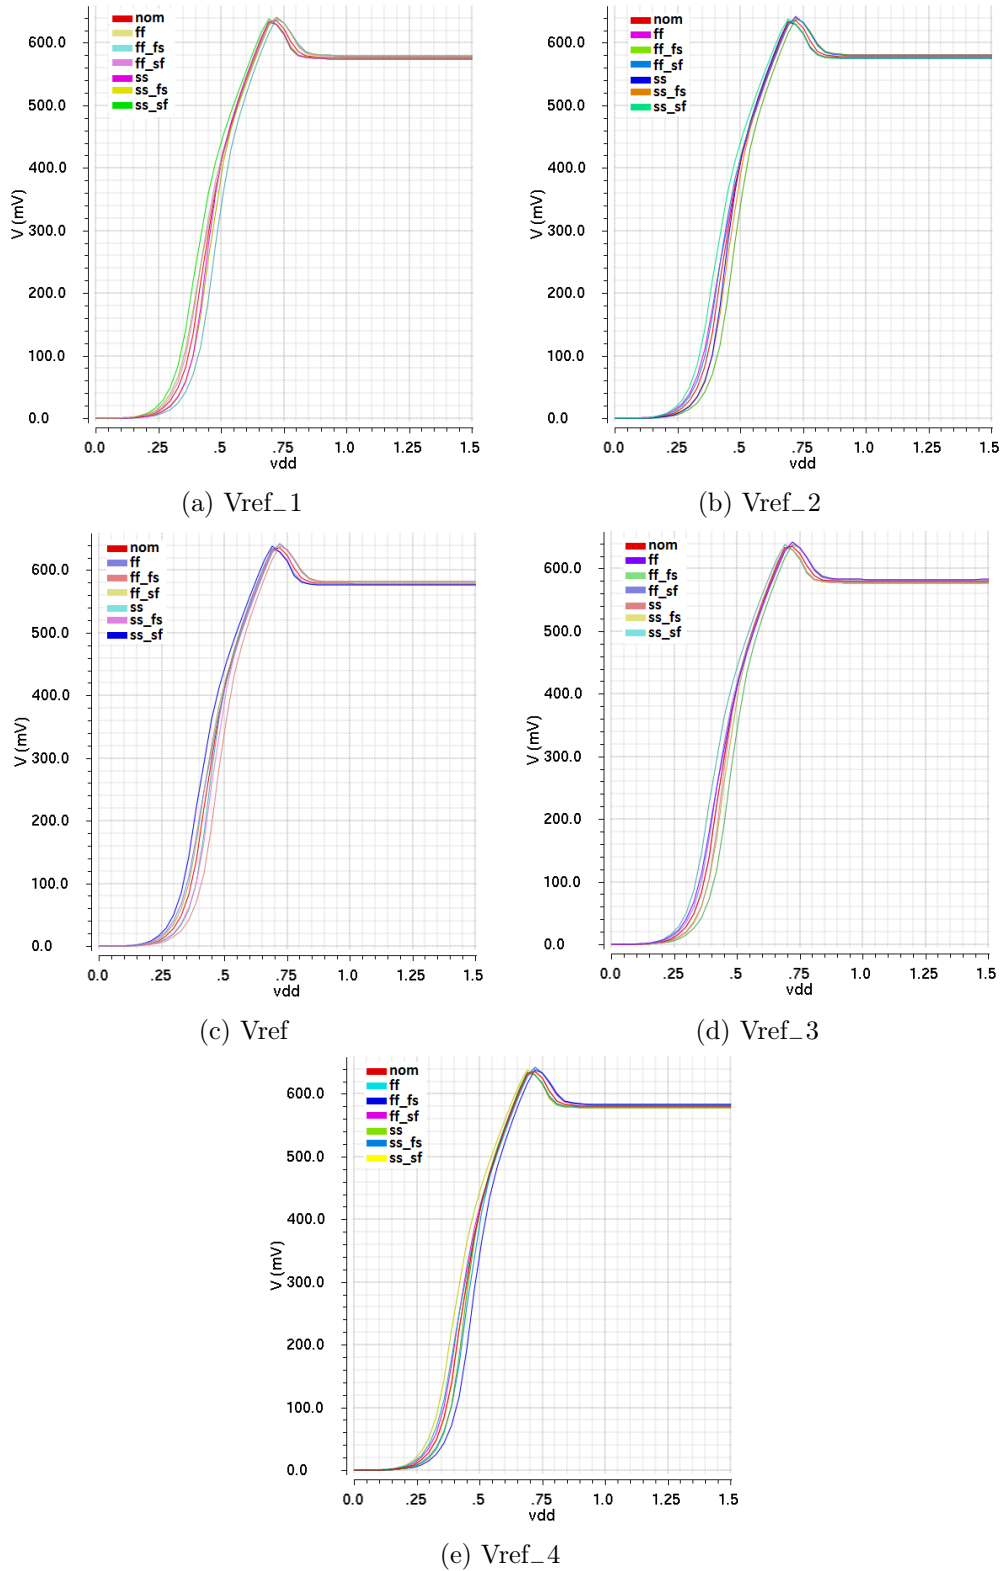 nom
ff
ff_fs
ff_sf
ss
ss_fs
ss_sf
600.0
500.0
400.0
300.0
200.0
100.0
0.0
V (mV)
0.0 .25 .5 .75 1.0 1.25 1.5
vdd
(a) Vref_1
nom
ff
ff_fs
ff_sf
ss
ss_fs
ss_sf
600.0
500.0
400.0
300.0
200.0
100.0
0.0
V (mV)
0.0 .25 .5 .75 1.0 1.25 1.5
vdd
(b) Vref_2
nom
ff
ff_fs
ff_sf
ss
ss_fs
ss_sf
600.0
500.0
400.0
300.0
200.0
100.0
0.0
V (mV)
0.0 .25 .5 .75 1.0 1.25 1.5
vdd
(c) Vref
nom
ff
ff_fs
ff_sf
ss
ss_fs
ss_sf
600.0
500.0
400.0
300.0
200.0
100.0
0.0
V (mV)
0.0 .25 .5 .75 1.0 1.25 1.5
vdd
(d) Vref_3
nom
ff
ff_fs
ff_sf
ss
ss_fs
ss_sf
600.0
500.0
400.0
300.0
200.0
100.0
0.0
V (mV)
0.0 .25 .5 .75 1.0 1.25 1.5
vdd
(e) Vref_4